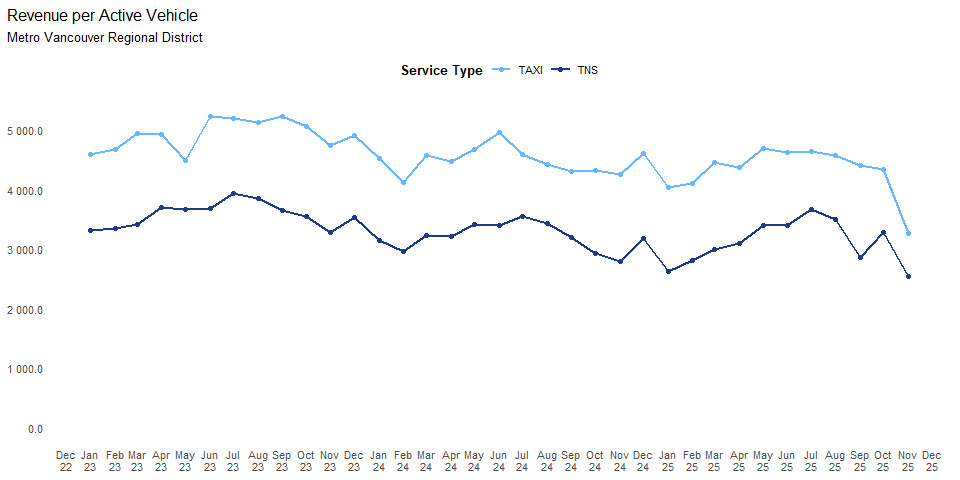 Revenue per Active Vehicle
Metro Vancouver Regional District
Service Type TAXI TNS
5 000.0
4 000.0
3 000.0
2 000.0
1 000.0
0.0
Dec Jan Feb Mar Apr May Jun Jul Aug Sep Oct Nov Dec Jan Feb Mar Apr May Jun Jul Aug Sep Oct Nov Dec Jan Feb Mar Apr May Jun Jul Aug Sep Oct Nov Dec
22 23 23 23 23 23 23 23 23 23 23 23 23 24 24 24 24 24 24 24 24 24 24 24 24 25 25 25 25 25 25 25 25 25 25 25 25